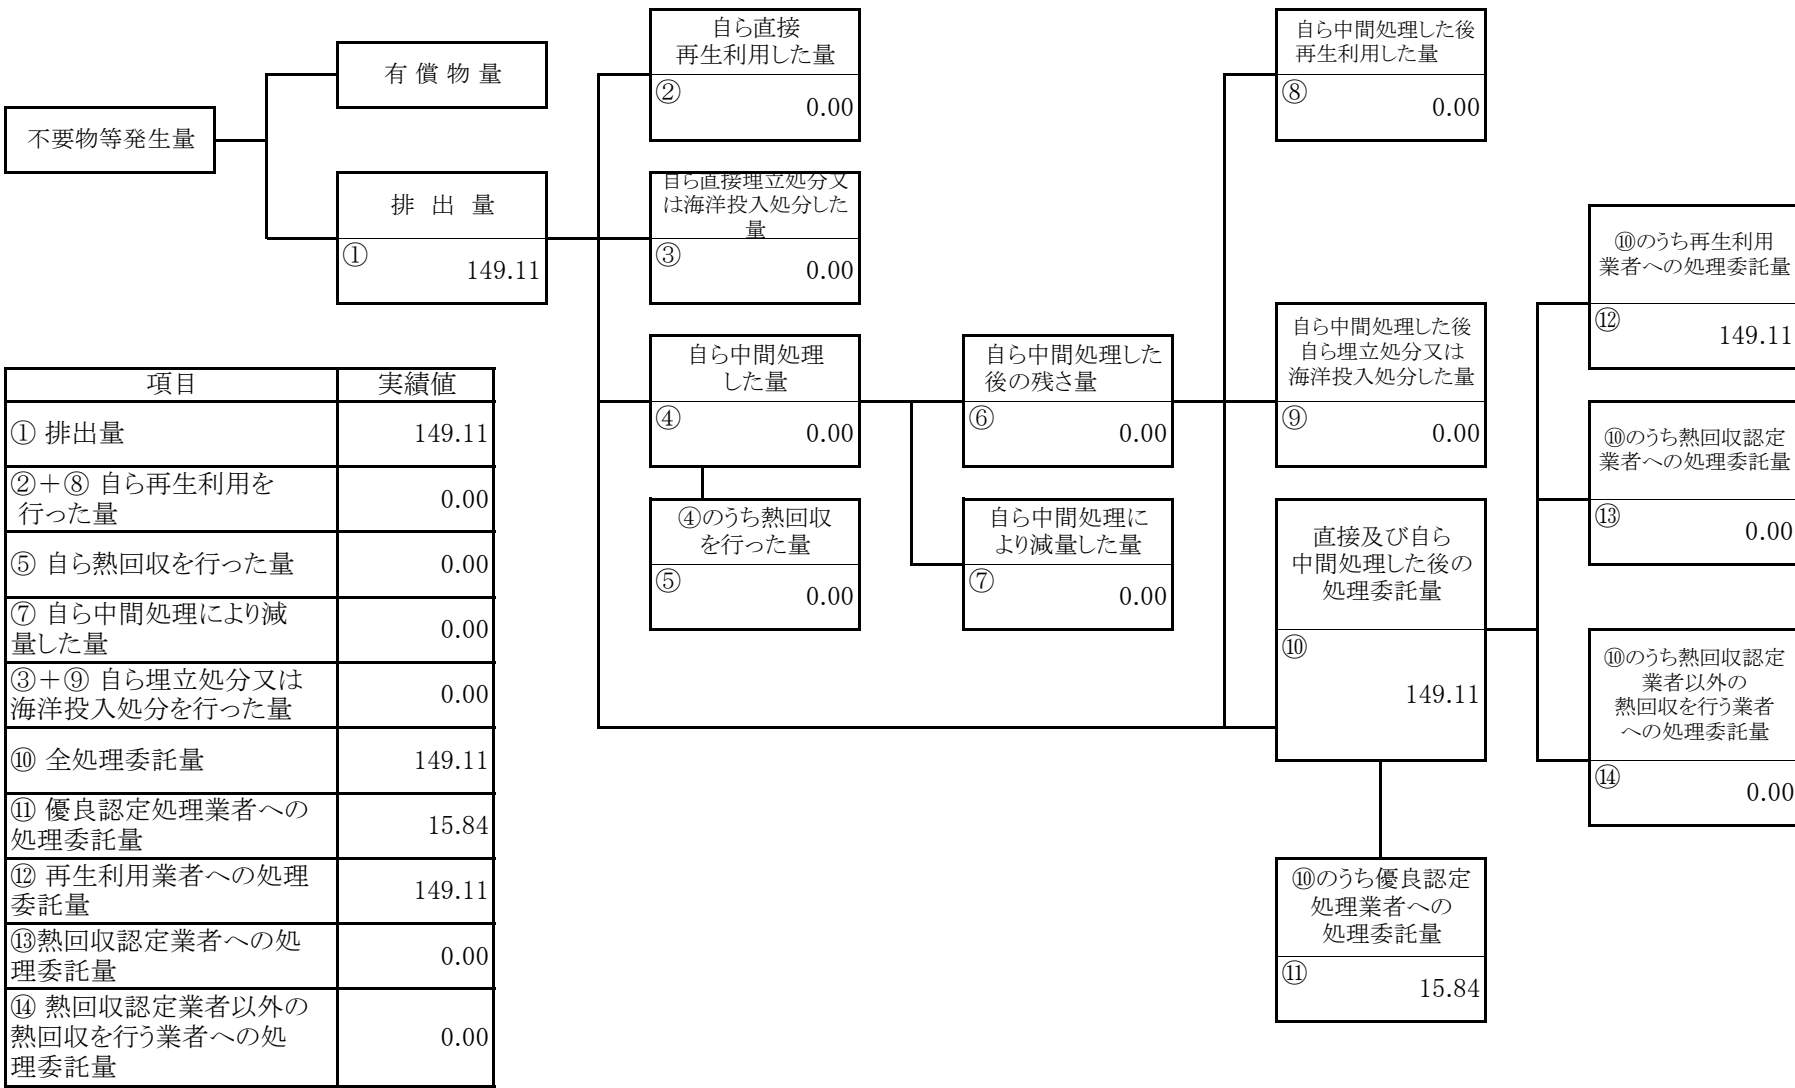 不要物等発生量
有 償 物 量
排 出 量
①
149.11
自ら直接
再生利用した量
②
0.00
自ら直接埋立処分又
は海洋投入処分した
量
③
0.00
自ら中間処理
した量
④
0.00
④のうち熱回収
を行った量
⑤
0.00
自ら中間処理した
後の残さ量
⑥
0.00
自ら中間処理に
より減量した量
⑦
0.00
自ら中間処理した後
再生利用した量
⑧
0.00
自ら中間処理した後
自ら埋立処分又は
海洋投入処分した量
⑨
0.00
直接及び自ら
中間処理した後の
処理委託量
⑩
149.11
⑩のうち優良認定
処理業者への
処理委託量
⑪
15.84
⑩のうち再生利用
業者への処理委託量
⑫
149.11
⑩のうち熱回収認定
業者への処理委託量
⑬
0.00
⑩のうち熱回収認定
業者以外の
熱回収を行う業者
への処理委託量
⑭
0.00
項目 実績値
① 排出量 149.11
②＋⑧ 自ら再生利用を
行った量 0.00
⑤ 自ら熱回収を行った量 0.00
⑦ 自ら中間処理により減
量した量 0.00
③＋⑨ 自ら埋立処分又は
海洋投入処分を行った量 0.00
⑩ 全処理委託量 149.11
⑪ 優良認定処理業者への
処理委託量 15.84
⑫ 再生利用業者への処理
委託量 149.11
⑬熱回収認定業者への処
理委託量 0.00
⑭ 熱回収認定業者以外の
熱回収を行う業者への処
理委託量 0.00